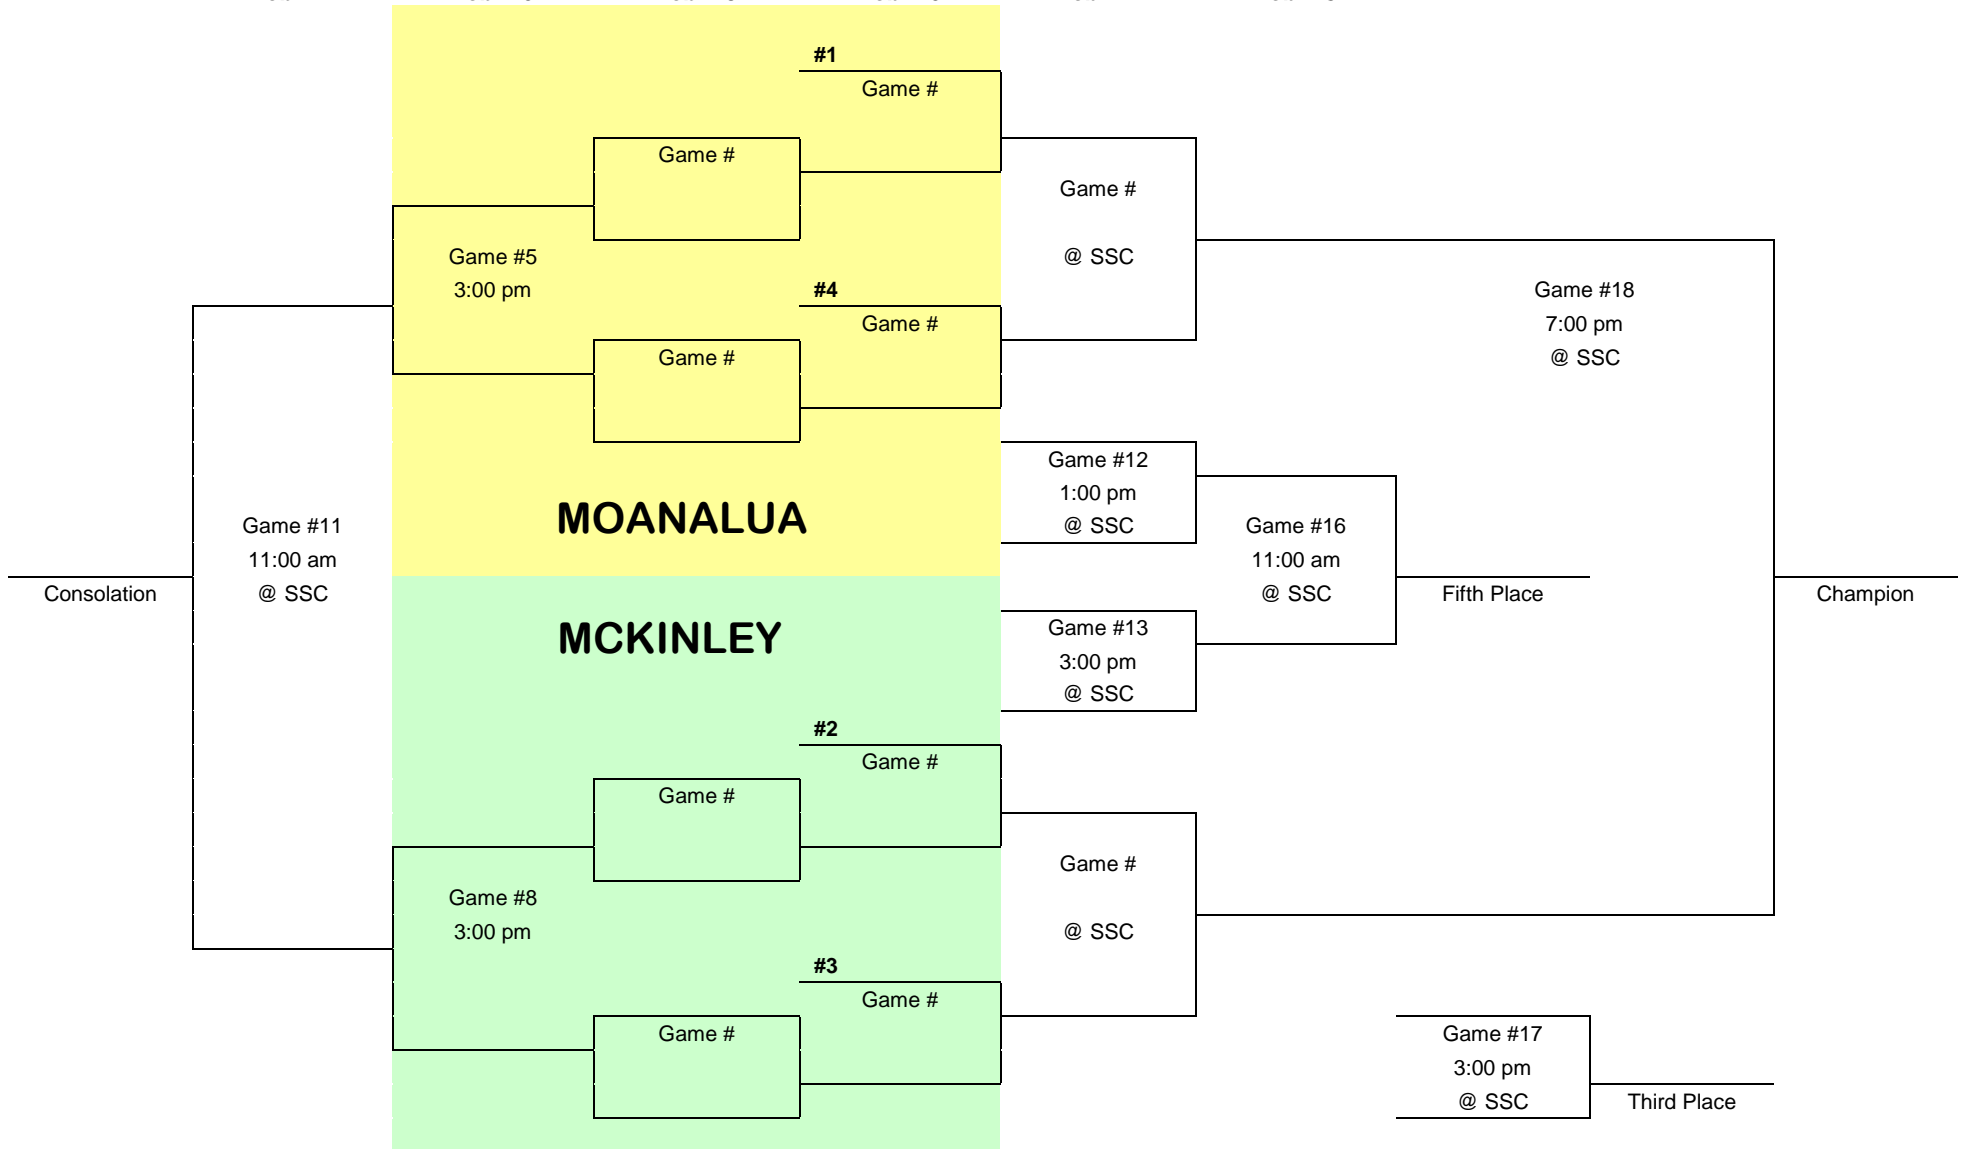 #1
Game #
Game #
Game #
@ SSC
Game #5
3:00 pm
#4
Game #
Game #
Game #18
7:00 pm
@ SSC
Game #12
1:00 pm
@ SSC
MOANALUA
Game #11
11:00 am
@ SSC
Game #16
11:00 am
@ SSC
Consolation
Fifth Place
Champion
MCKINLEY
Game #13
3:00 pm
@ SSC
#2
Game #
Game #
Game #
@ SSC
Game #8
3:00 pm
#3
Game #
Game #
Game #17
3:00 pm
@ SSC
Third Place